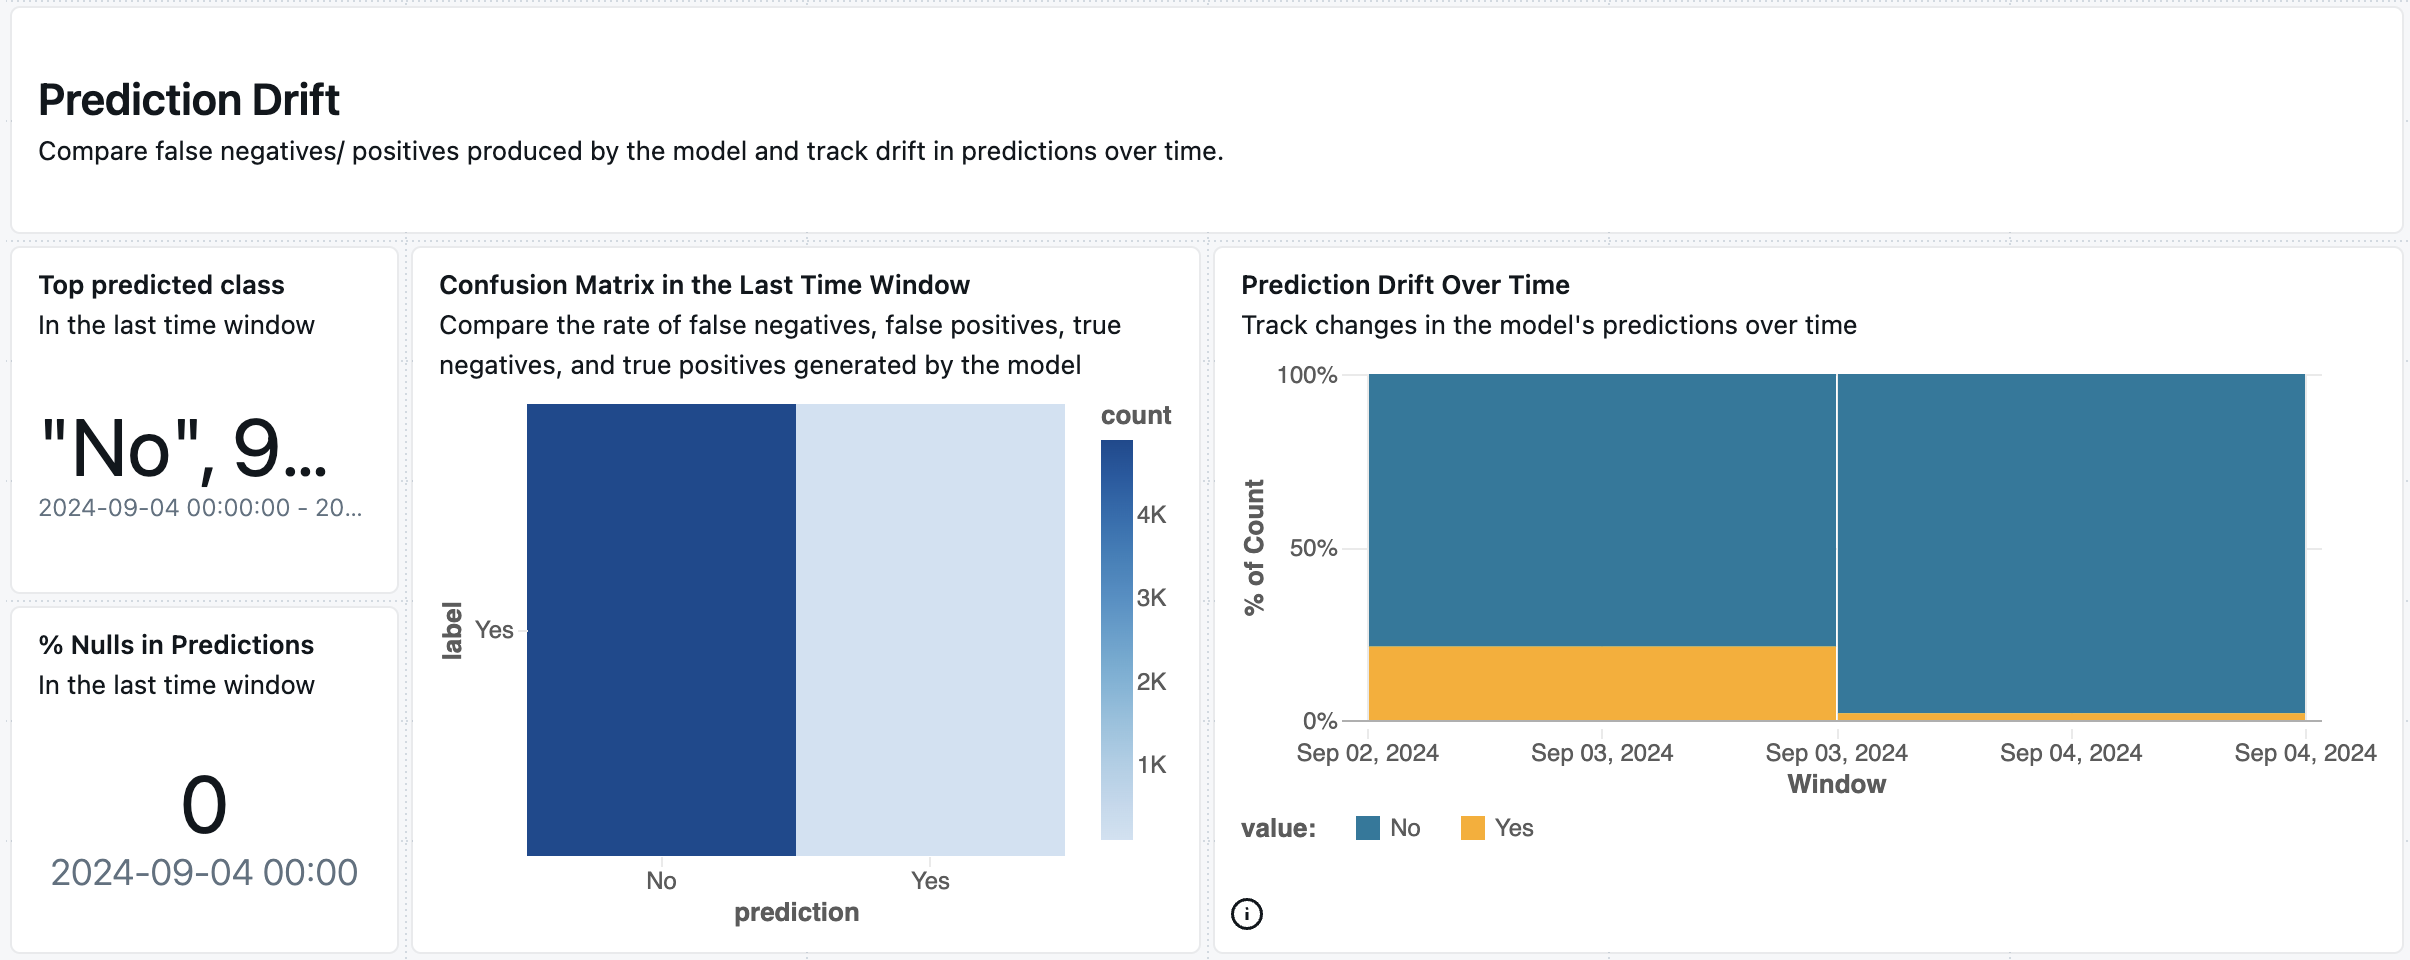 Prediction Drift
Compare false negatives/ positives produced by the model and track drift in predictions over time.
Top predicted class
In the last time window
"No", 9...
2024-09-04 00:00:00 - 20...
% Nulls in Predictions
In the last time window
0
2024-09-04 00:00
Confusion Matrix in the Last Time Window
Compare the rate of false negatives, false positives, true
negatives, and true positives generated by the model
count
4K
3K
2K
1K
label
Yes
No
Yes
prediction
Prediction Drift Over Time
Track changes in the model's predictions over time
100%
50%
0%
% of Count
Sep 02, 2024
Sep 03, 2024
Sep 03, 2024
Sep 04, 2024
Sep 04, 2024
Window
value: No Yes